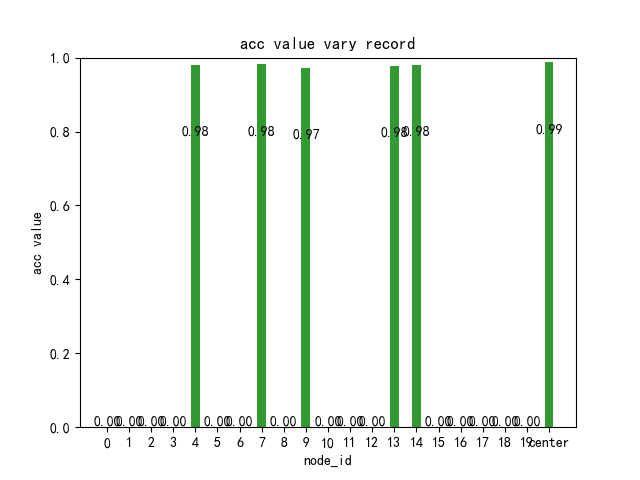 acc value vary record
1.0
0.8
0.6
0.4
0.2
0.0
acc value
0.98 0.98 0.97 0.98 0.98 0.99
0.00 0.00 0.00 0.00 0.00 0.00 0.00 0.00 0.00 0.00 0.00 0.00 0.00 0.00 0.00
0 1 2 3 4 5 6 7 8 9 10 11 12 13 14 15 16 17 18 19 center
node_id